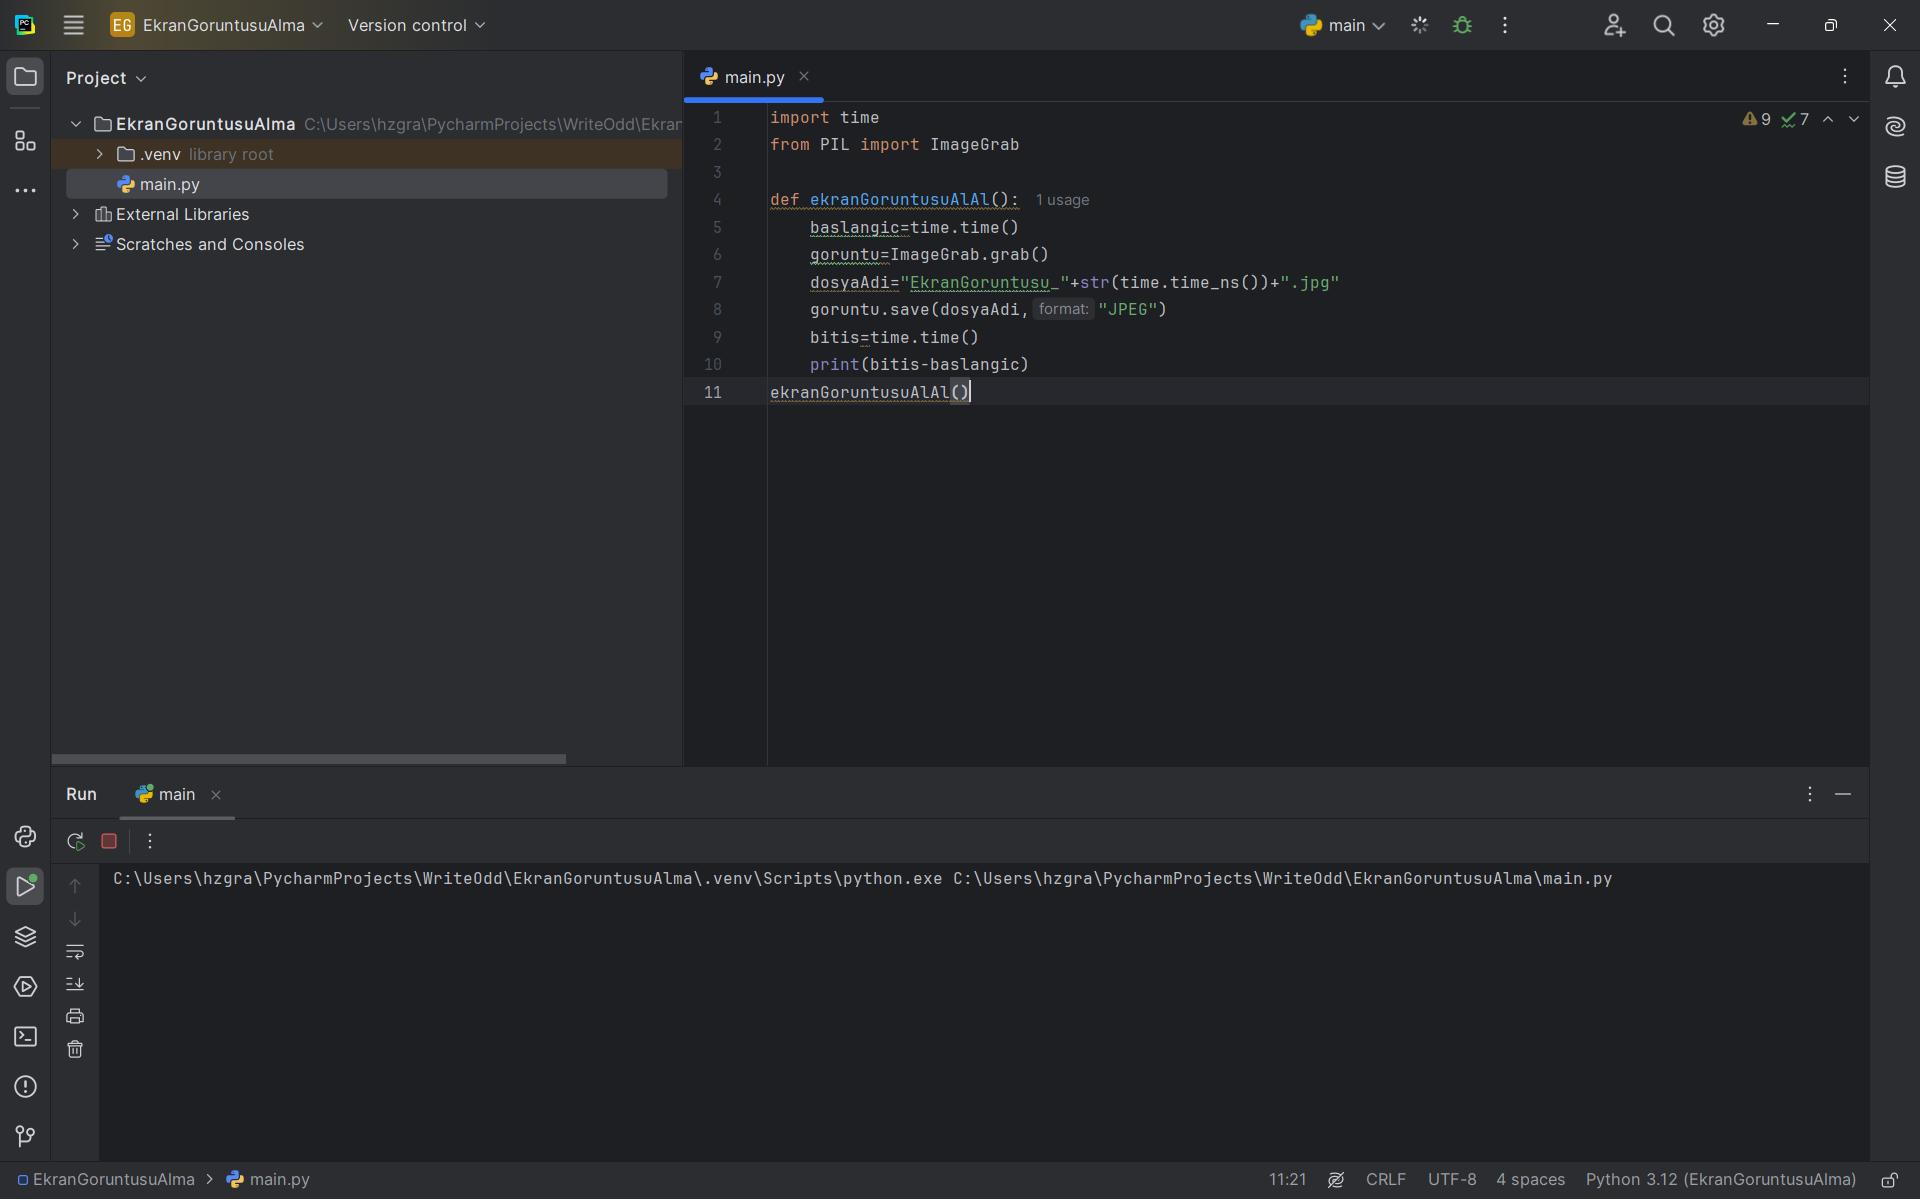 EG EkranGoruntusuAlma Version control main
Project
main.py
EkranGoruntusuAlma C:\Users\hzgra\PycharmProjects\WriteOdd\Ekran
.venv library root
main.py
External Libraries
Scratches and Consoles
9 7
1 import time
2 from PIL import ImageGrab
3
4 def ekranGoruntusuAlAl(): 1 usage
5 baslangic=time.time()
6 goruntu=ImageGrab.grab()
7 dosyaAdi="EkranGoruntusu_"+str(time.time_ns())+".jpg"
8 goruntu.save(dosyaAdi, format: "JPEG")
9 bitis=time.time()
10 print(bitis-baslangic)
11 ekranGoruntusuAlAl()
Run main
C:\Users\hzgra\PycharmProjects\WriteOdd\EkranGoruntusuAlma\.venv\Scripts\python.exe C:\Users\hzgra\PycharmProjects\WriteOdd\EkranGoruntusuAlma\main.py
EkranGoruntusuAlma main.py 11:21 CRLF UTF-8 4 spaces Python 3.12 (EkranGoruntusuAlma)